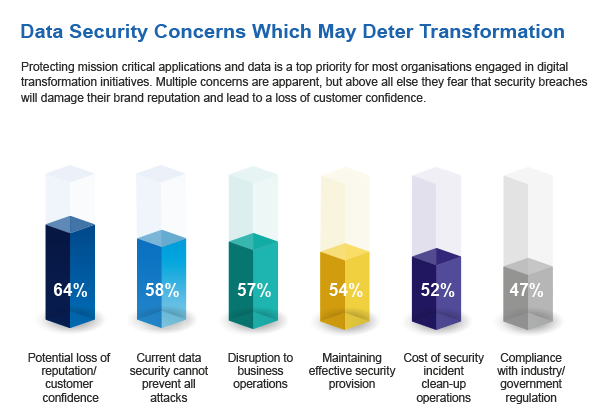 Data Security Concerns Which May Deter Transformation
Protecting mission critical applications and data is a top priority for most organisations engaged in digital
transformation initiatives. Multiple concerns are apparent, but above all else they fear that security breaches
will damage their brand reputation and lead to a loss of customer confidence.
64%
58%
57%
54%
52%
47%
Potential loss of
reputation/
customer
confidence
Current data
security cannot
prevent all
attacks
Disruption to
business
operations
Maintaining
effective security
provision
Cost of security
incident
clean-up
operations
Compliance
with industry/
government
regulation